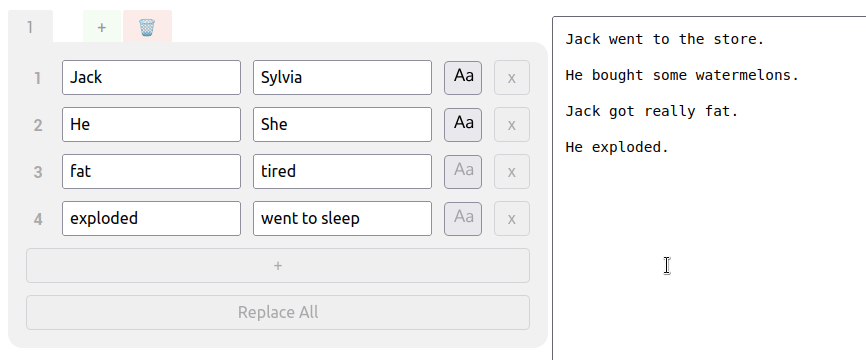 1 +
1 Jack Sylvia Aa x
2 He She Aa x
3 fat tired Aa x
4 exploded went to sleep Aa x
+
Replace All
Jack went to the store.
He bought some watermelons.
Jack got really fat.
He exploded.